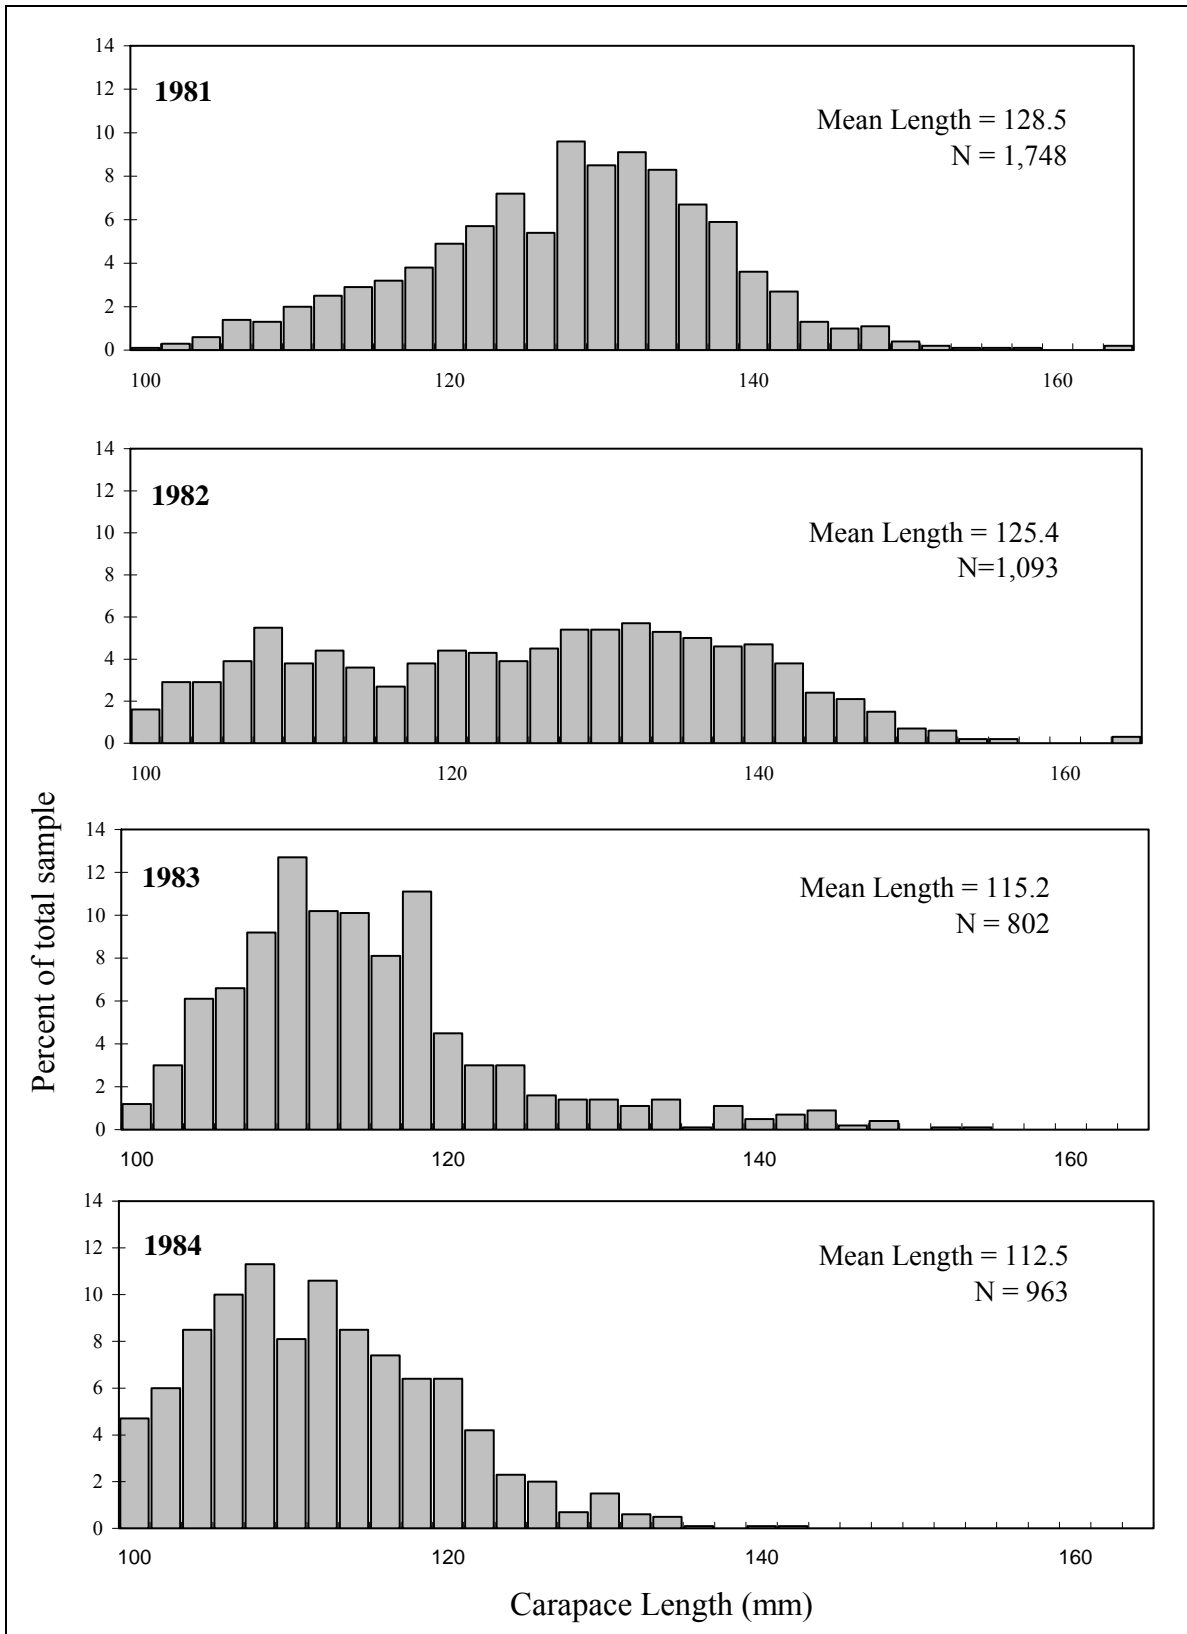 14
12
10
8
6
4
2
0
1981
Mean Length = 128.5
N = 1,748
100 120 140 160
14
12
10
8
6
4
2
0
1982
Mean Length = 125.4
N=1,093
100 120 140 160
Percent of total sample
14
12
10
8
6
4
2
0
1983
Mean Length = 115.2
N = 802
100 120 140 160
14
12
10
8
6
4
2
0
1984
Mean Length = 112.5
N = 963
100 120 140 160
Carapace Length (mm)